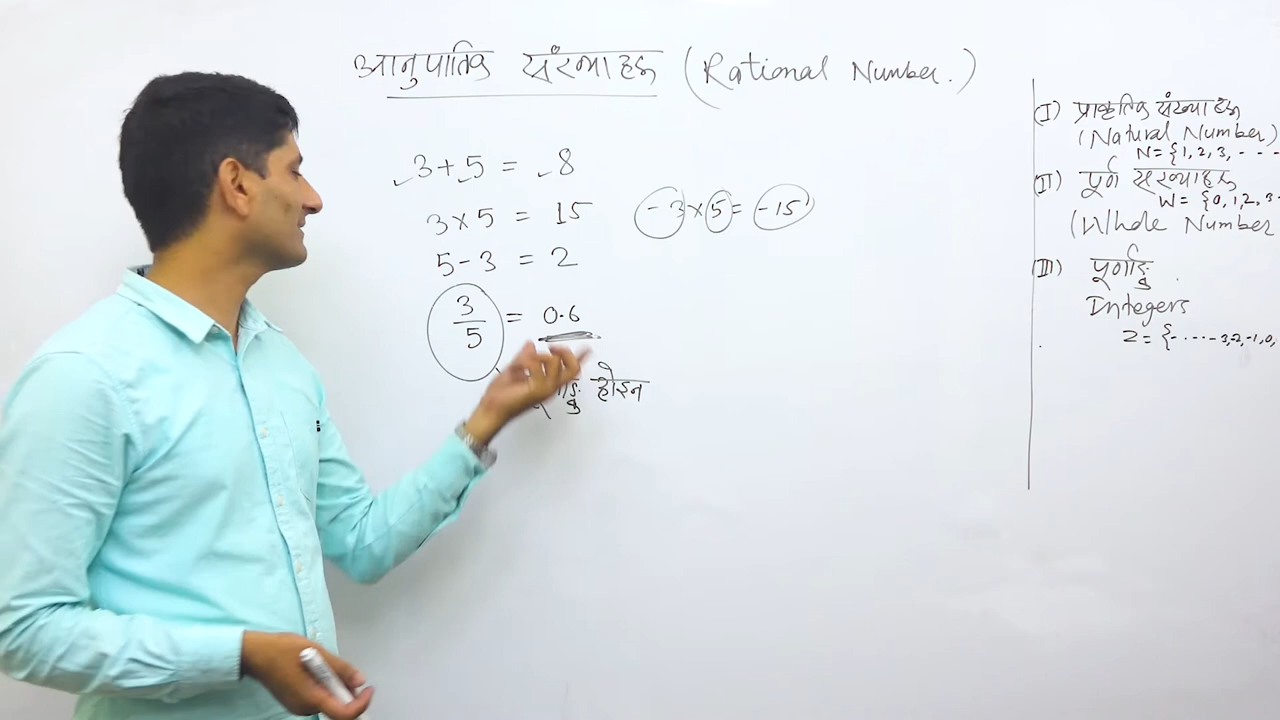 आनुपातिक संख्याहरू (Rational Number.)
3+5 = 8
3×5 = 15
-3×5 = -15
5-3 = 2
3/5 = 0.6
होइन
(I) प्राकृतिक संख्याहरू
(Natural Number)
N = {1, 2, 3, ----
(II) पूर्ण संख्याहरू
W = {0, 1, 2, 3
(Whole Number
(III) पूर्णाङ्क
Integers
Z = {-----3,-2,-1,0,